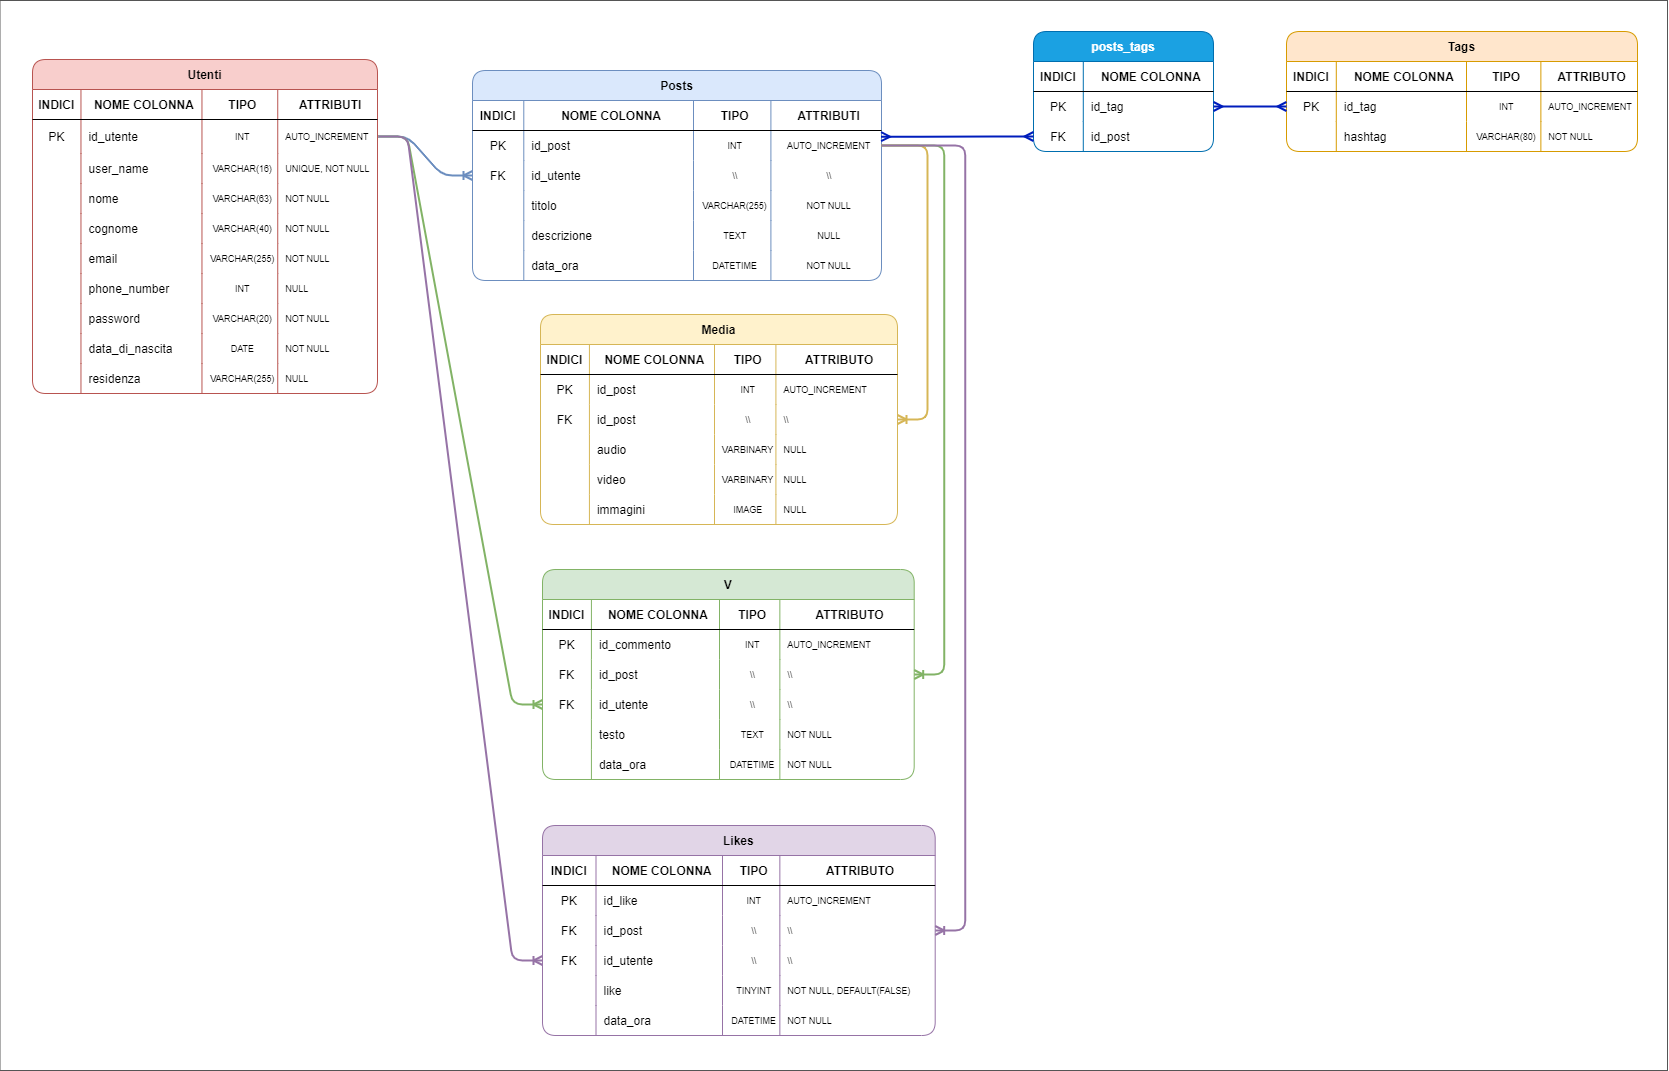 Utenti
INDICI NOME COLONNA TIPO ATTRIBUTI
PK id_utente INT AUTO_INCREMENT
user_name VARCHAR(16) UNIQUE, NOT NULL
nome VARCHAR(63) NOT NULL
cognome VARCHAR(40) NOT NULL
email VARCHAR(255) NOT NULL
phone_number INT NULL
password VARCHAR(20) NOT NULL
data_di_nascita DATE NOT NULL
residenza VARCHAR(255) NULL
Posts
INDICI NOME COLONNA TIPO ATTRIBUTI
PK id_post INT AUTO_INCREMENT
FK id_utente \\ \\
titolo VARCHAR(255) NOT NULL
descrizione TEXT NULL
data_ora DATETIME NOT NULL
posts_tags
INDICI NOME COLONNA
PK id_tag
FK id_post
Tags
INDICI NOME COLONNA TIPO ATTRIBUTO
PK id_tag INT AUTO_INCREMENT
hashtag VARCHAR(80) NOT NULL
Media
INDICI NOME COLONNA TIPO ATTRIBUTO
PK id_post INT AUTO_INCREMENT
FK id_post \\ \\
audio VARBINARY NULL
video VARBINARY NULL
immagini IMAGE NULL
V
INDICI NOME COLONNA TIPO ATTRIBUTO
PK id_commento INT AUTO_INCREMENT
FK id_post \\ \\
FK id_utente \\ \\
testo TEXT NOT NULL
data_ora DATETIME NOT NULL
Likes
INDICI NOME COLONNA TIPO ATTRIBUTO
PK id_like INT AUTO_INCREMENT
FK id_post \\ \\
FK id_utente \\ \\
like TINYINT NOT NULL, DEFAULT(FALSE)
data_ora DATETIME NOT NULL